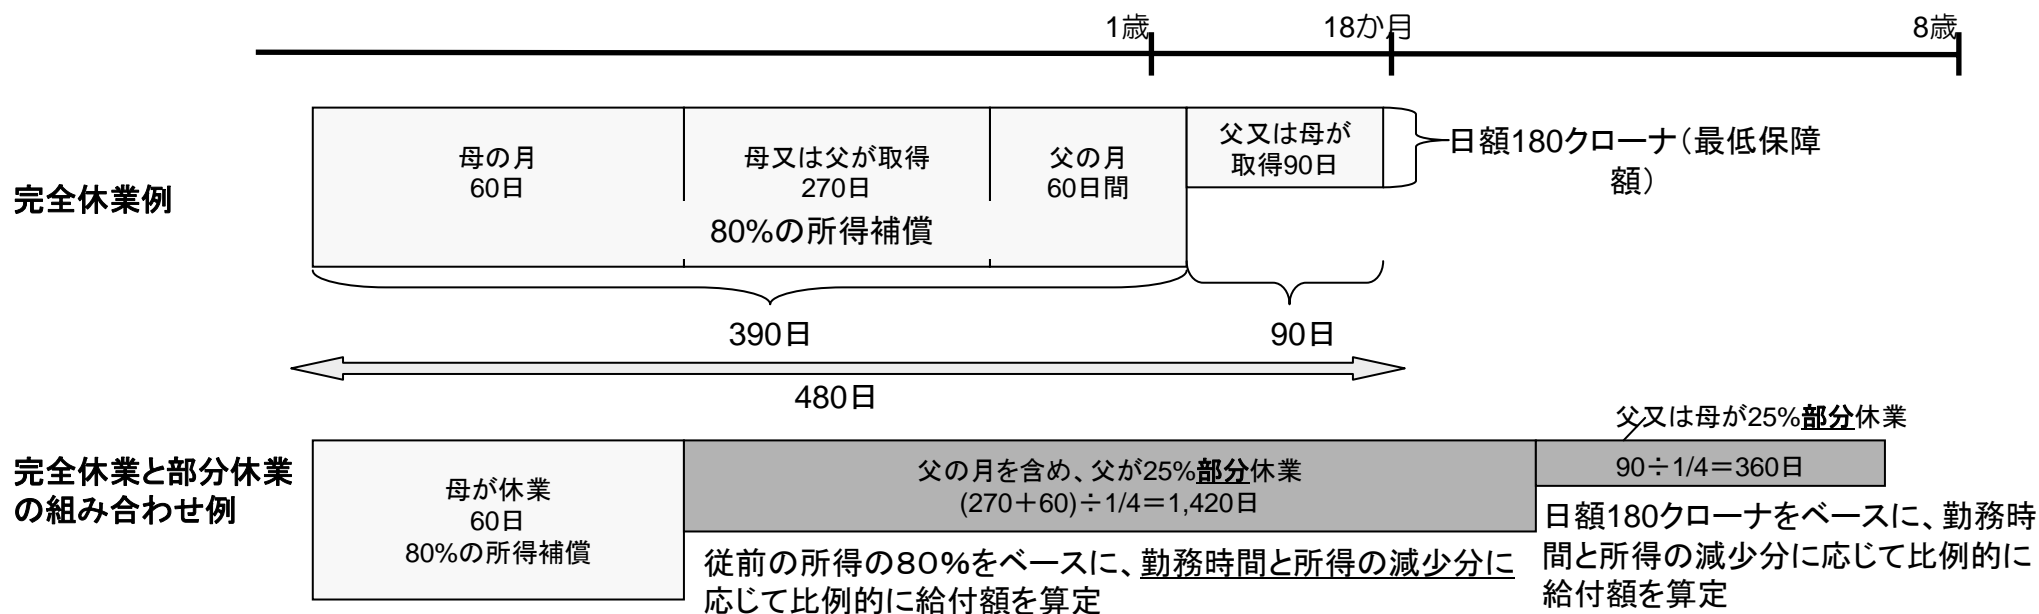 1歳
18か月
8歳
完全休業例
母の月
60日
母又は父が取得
270日
父の月
60日間
80%の所得補償
父又は母が
取得90日
日額180クローナ（最低保障
額）
390日
90日
480日
完全休業と部分休業
の組み合わせ例
母が休業
60日
80%の所得補償
父の月を含め、父が25%部分休業
(270＋60)÷1/4＝1,420日
従前の所得の８０％をベースに、勤務時間と所得の減少分に
応じて比例的に給付額を算定
父又は母が25%部分休業
90÷1/4＝360日
日額180クローナをベースに、勤務時
間と所得の減少分に応じて比例的に
給付額を算定